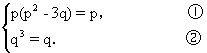 p(p² - 3q) = p, ①
q³ = q. ②